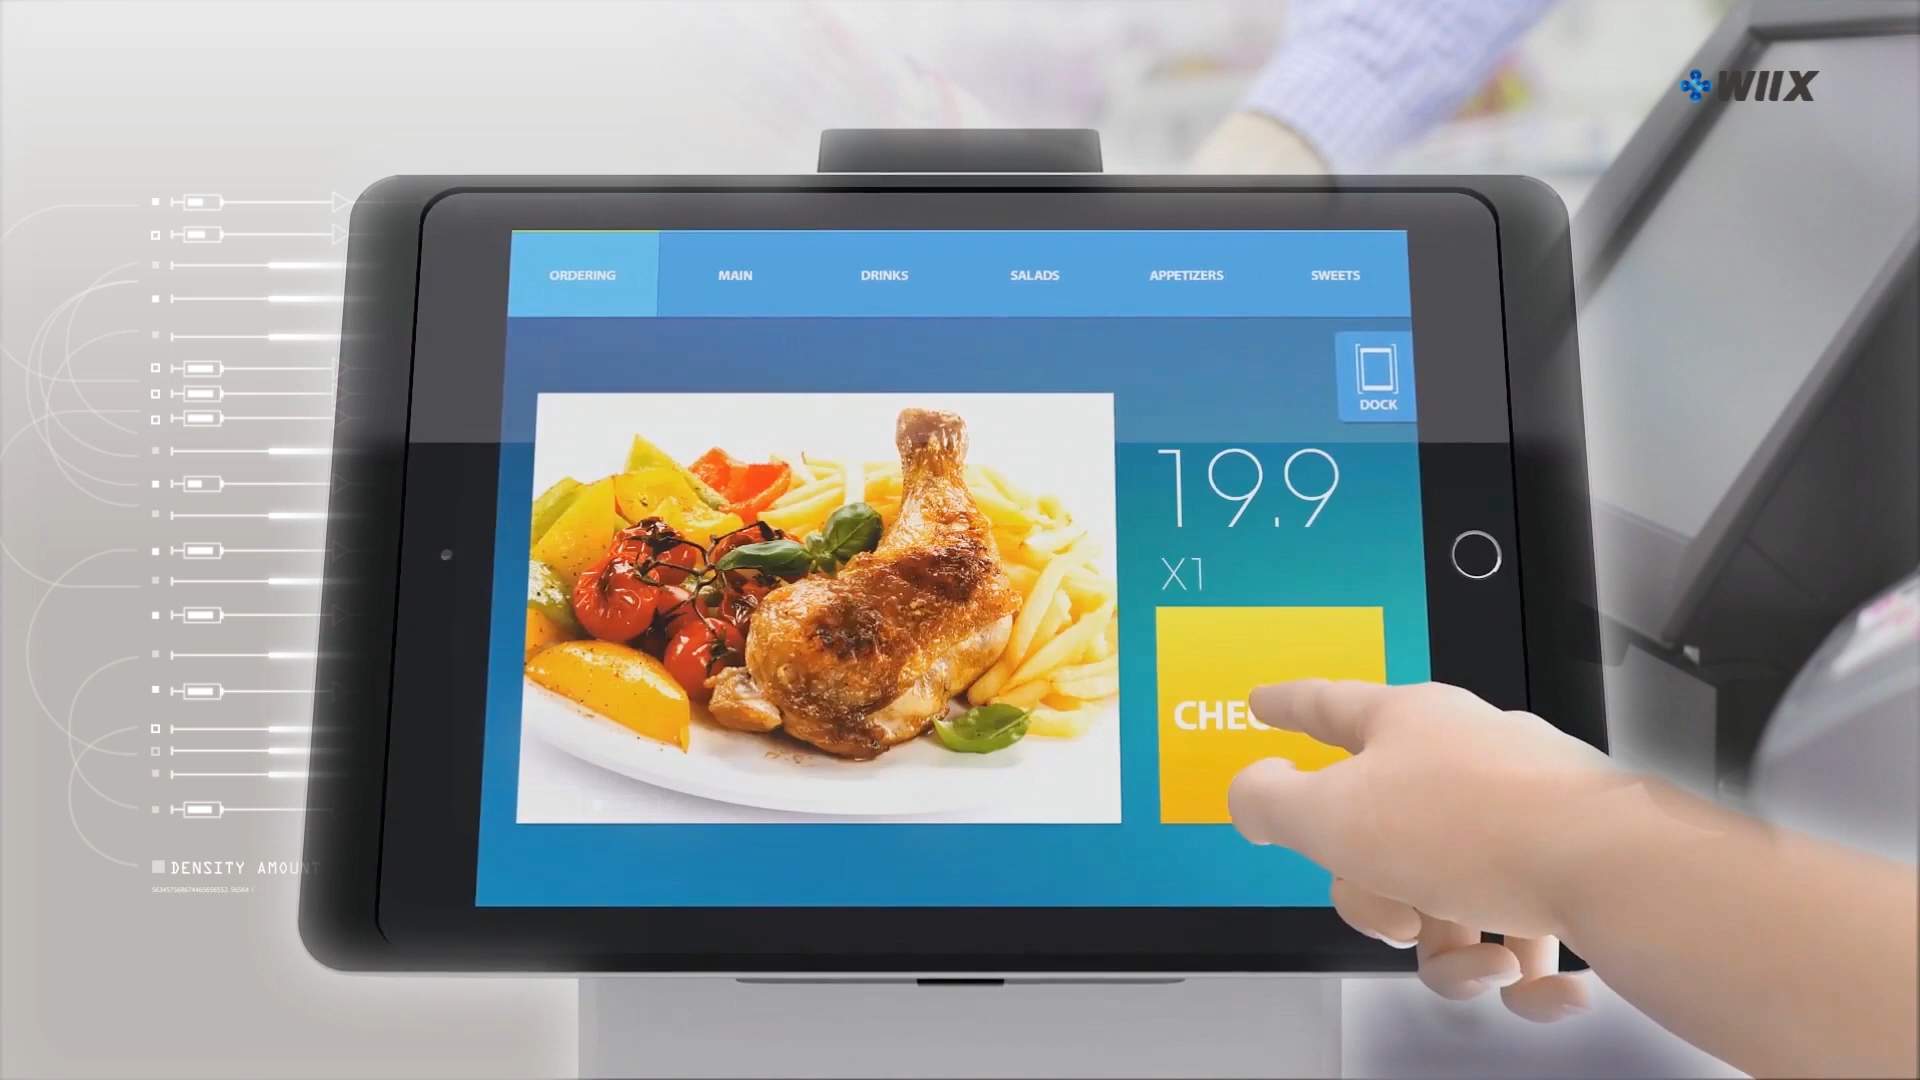 WIIX
ORDERING MAIN DRINKS SALADS APPETIZERS SWEETS
DOCK
19.9
X1
CHEC
DENSITY AMOUNT